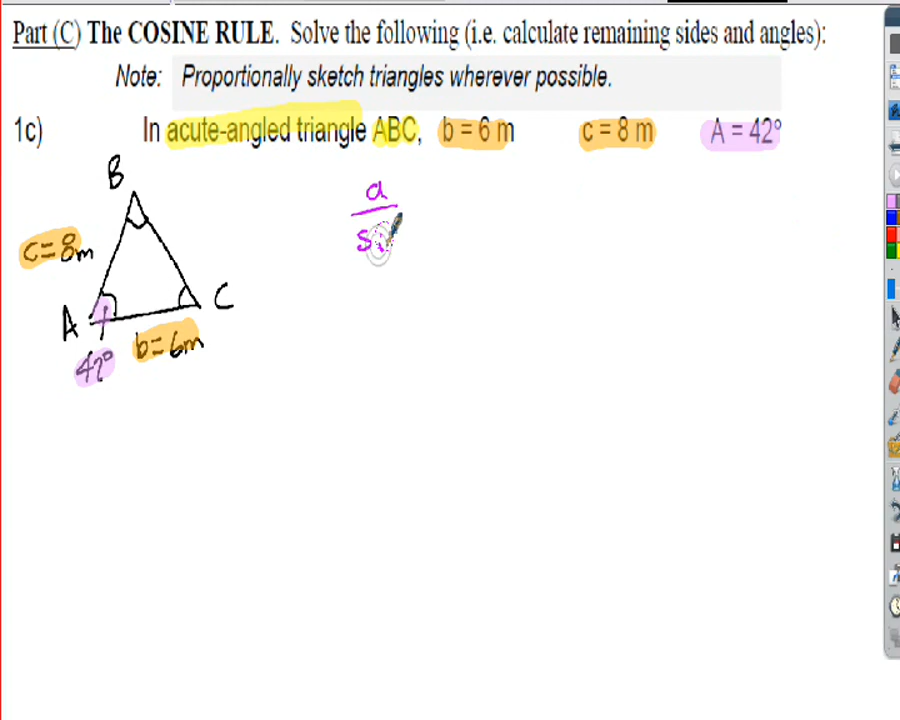 Part (C) The COSINE RULE. Solve the following (i.e. calculate remaining sides and angles):
Note: Proportionally sketch triangles wherever possible.
1c) In acute-angled triangle ABC, b = 6 m c = 8 m A = 42°
B
a
c=8m
A
C
b=6m
42°